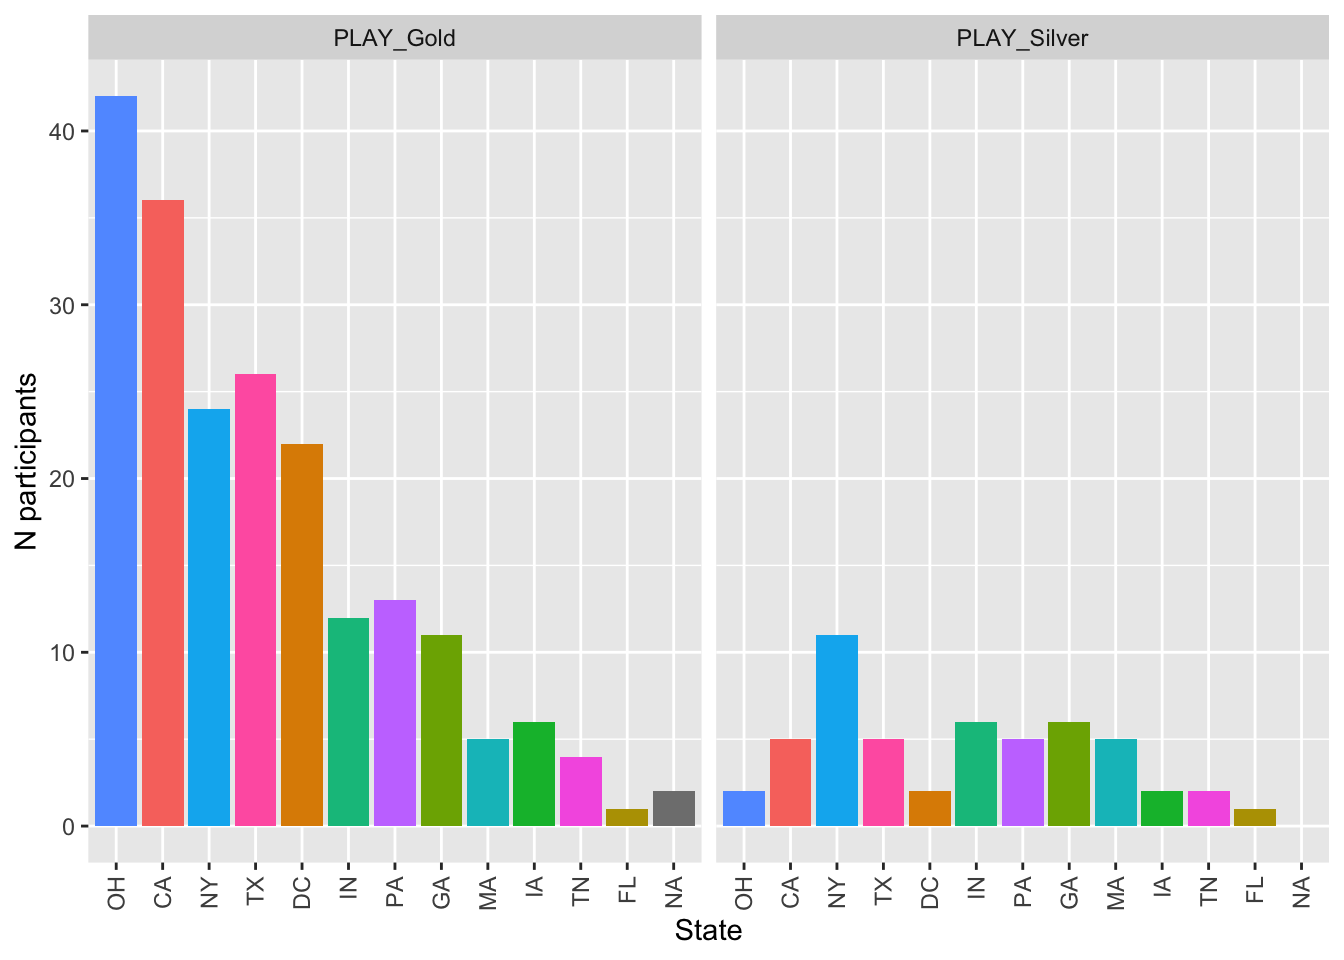 PLAY_Gold PLAY_Silver
N participants
40
30
20
10
0
OH CA NY TX DC IN PA GA MA IA TN FL NA OH CA NY TX DC IN PA GA MA IA TN FL NA
State